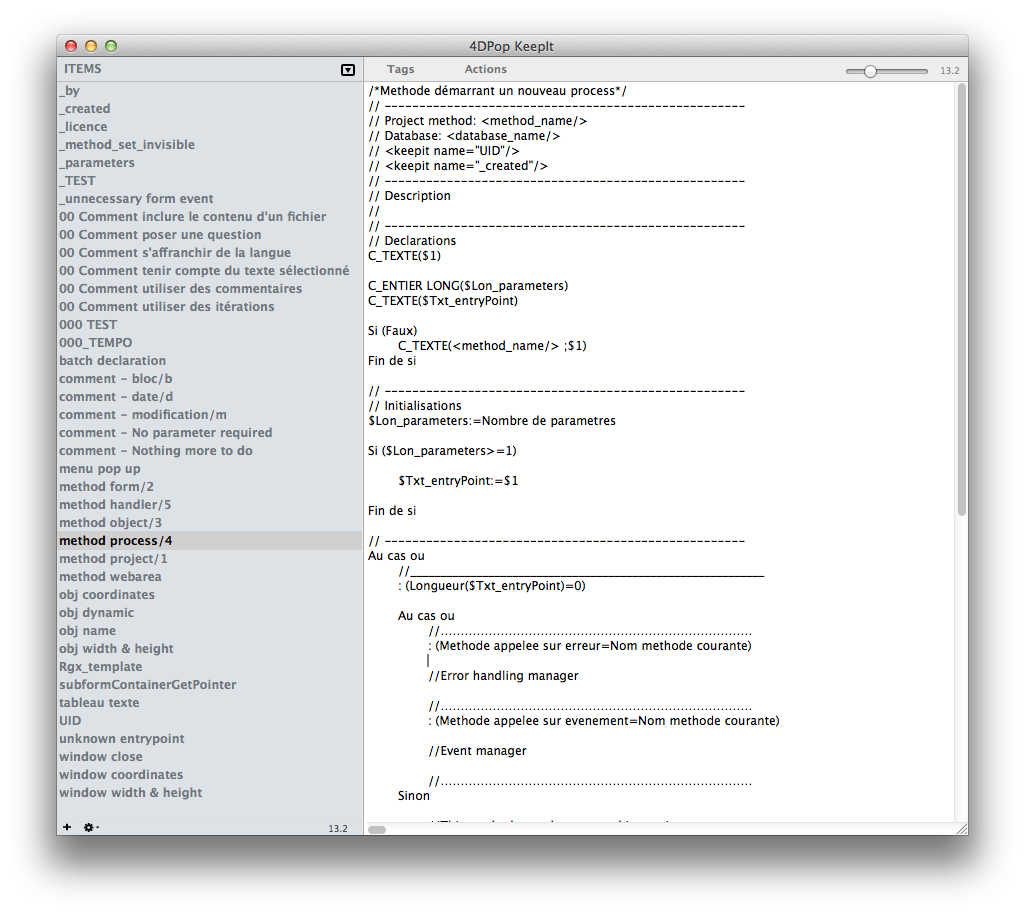 4DPop KeepIt
ITEMS
_by
_created
_licence
_method_set_invisible
_parameters
_TEST
_unnecessary form event
00 Comment inclure le contenu d'un fichier
00 Comment poser une question
00 Comment s'affranchir de la langue
00 Comment tenir compte du texte sélectionné
00 Comment utiliser des commentaires
00 Comment utiliser des itérations
000 TEST
000_TEMPO
batch declaration
comment - bloc/b
comment - date/d
comment - modification/m
comment - No parameter required
comment - Nothing more to do
menu pop up
method form/2
method handler/5
method object/3
method process/4
method project/1
method webarea
obj coordinates
obj dynamic
obj name
obj width & height
Rgx_template
subformContainerGetPointer
tableau texte
UID
unknown entrypoint
window close
window coordinates
window width & height
13.2
Tags Actions 13.2
/*Methode démarrant un nouveau process*/
// ----------------------------------------------------
// Project method: <method_name/>
// Database: <database_name/>
// <keepit name="UID"/>
// <keepit name="_created"/>
// ----------------------------------------------------
// Description
//
// ----------------------------------------------------
// Declarations
C_TEXTE($1)
C_ENTIER LONG($Lon_parameters)
C_TEXTE($Txt_entryPoint)
Si (Faux)
C_TEXTE(<method_name/> ;$1)
Fin de si
// ----------------------------------------------------
// Initialisations
$Lon_parameters:=Nombre de parametres
Si ($Lon_parameters>=1)
$Txt_entryPoint:=$1
Fin de si
// ----------------------------------------------------
Au cas ou
//___________________________________________________________
: (Longueur($Txt_entryPoint)=0)
Au cas ou
//..............................................................................
: (Methode appelee sur erreur=Nom methode courante)
//Error handling manager
//..............................................................................
: (Methode appelee sur evenement=Nom methode courante)
//Event manager
//..............................................................................
Sinon